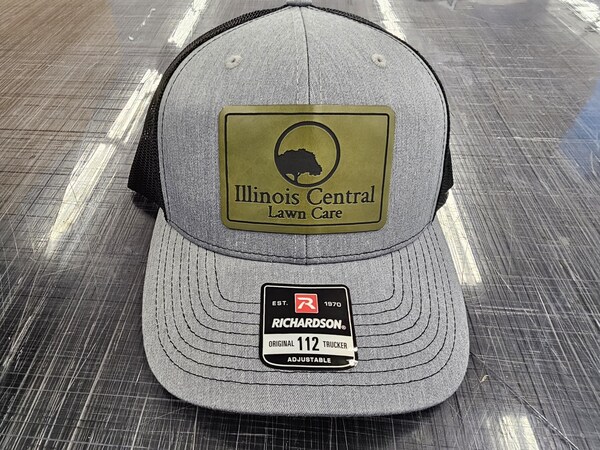 Illinois Central
Lawn Care
EST. R 1970
RICHARDSON®
ORIGINAL 112 TRUCKER
ADJUSTABLE